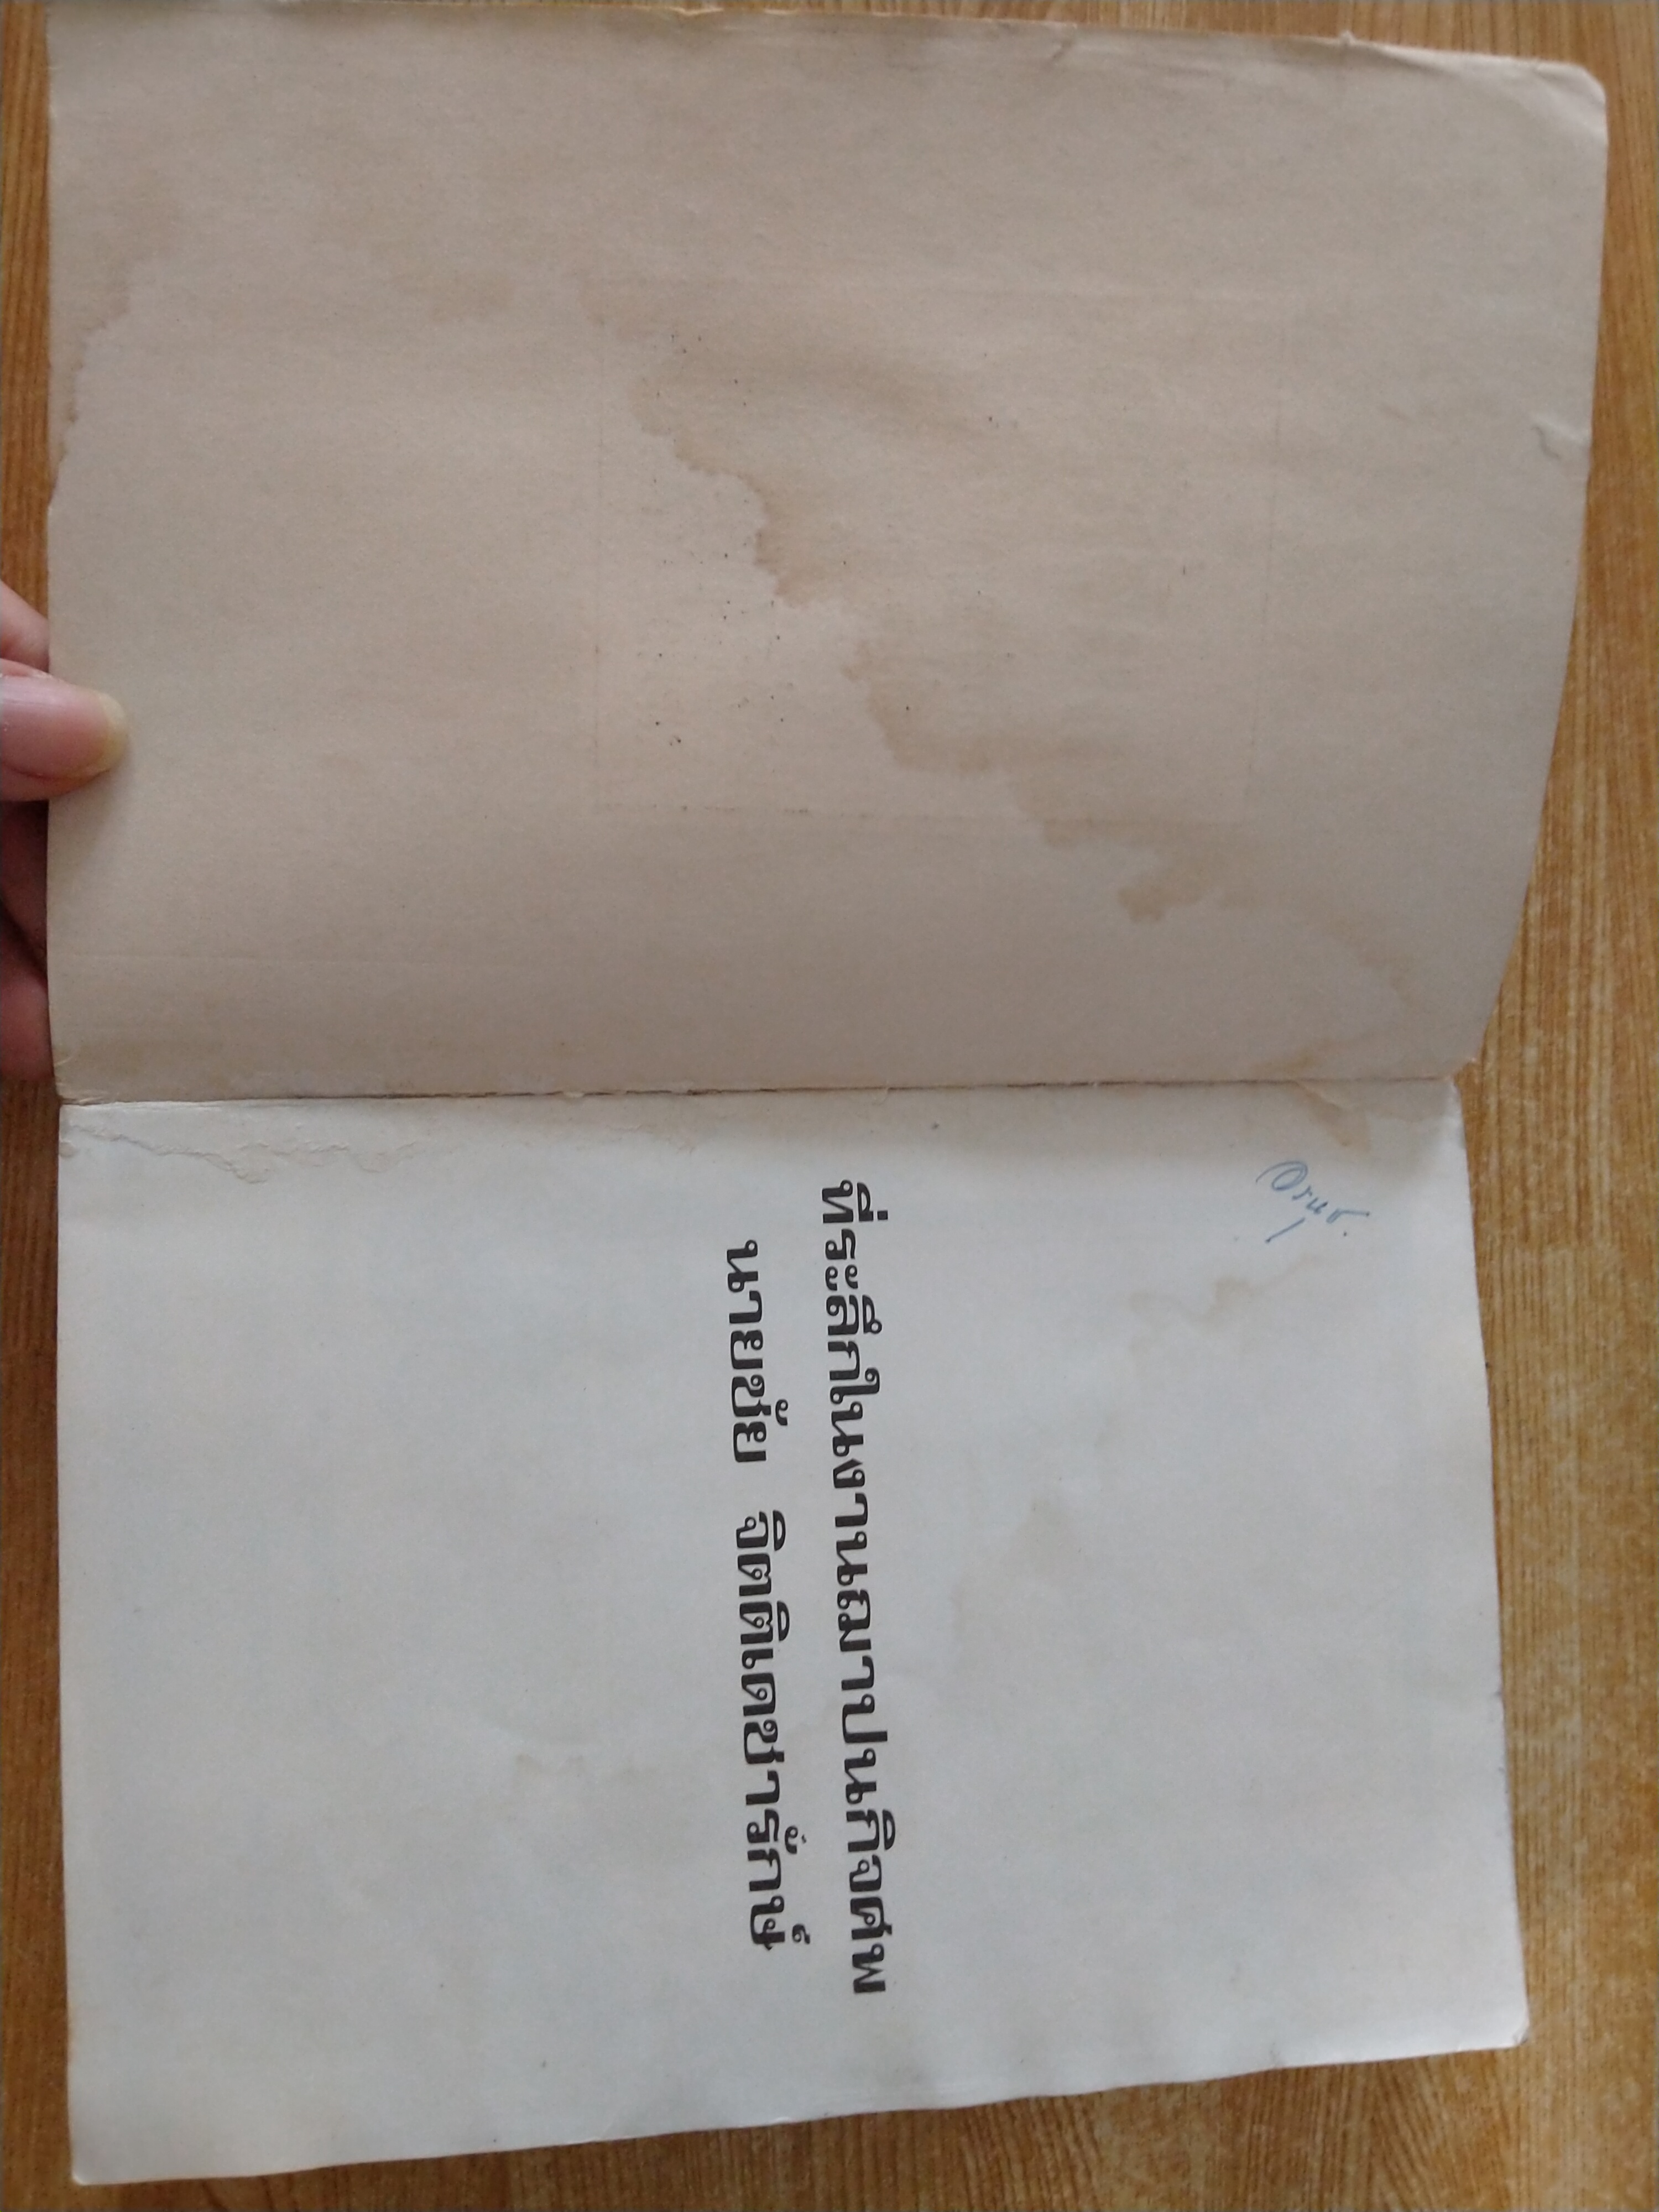 ที่ระลึกในงานฌาปนกิจศพ
นายชัย จิตติเดชารักษ์